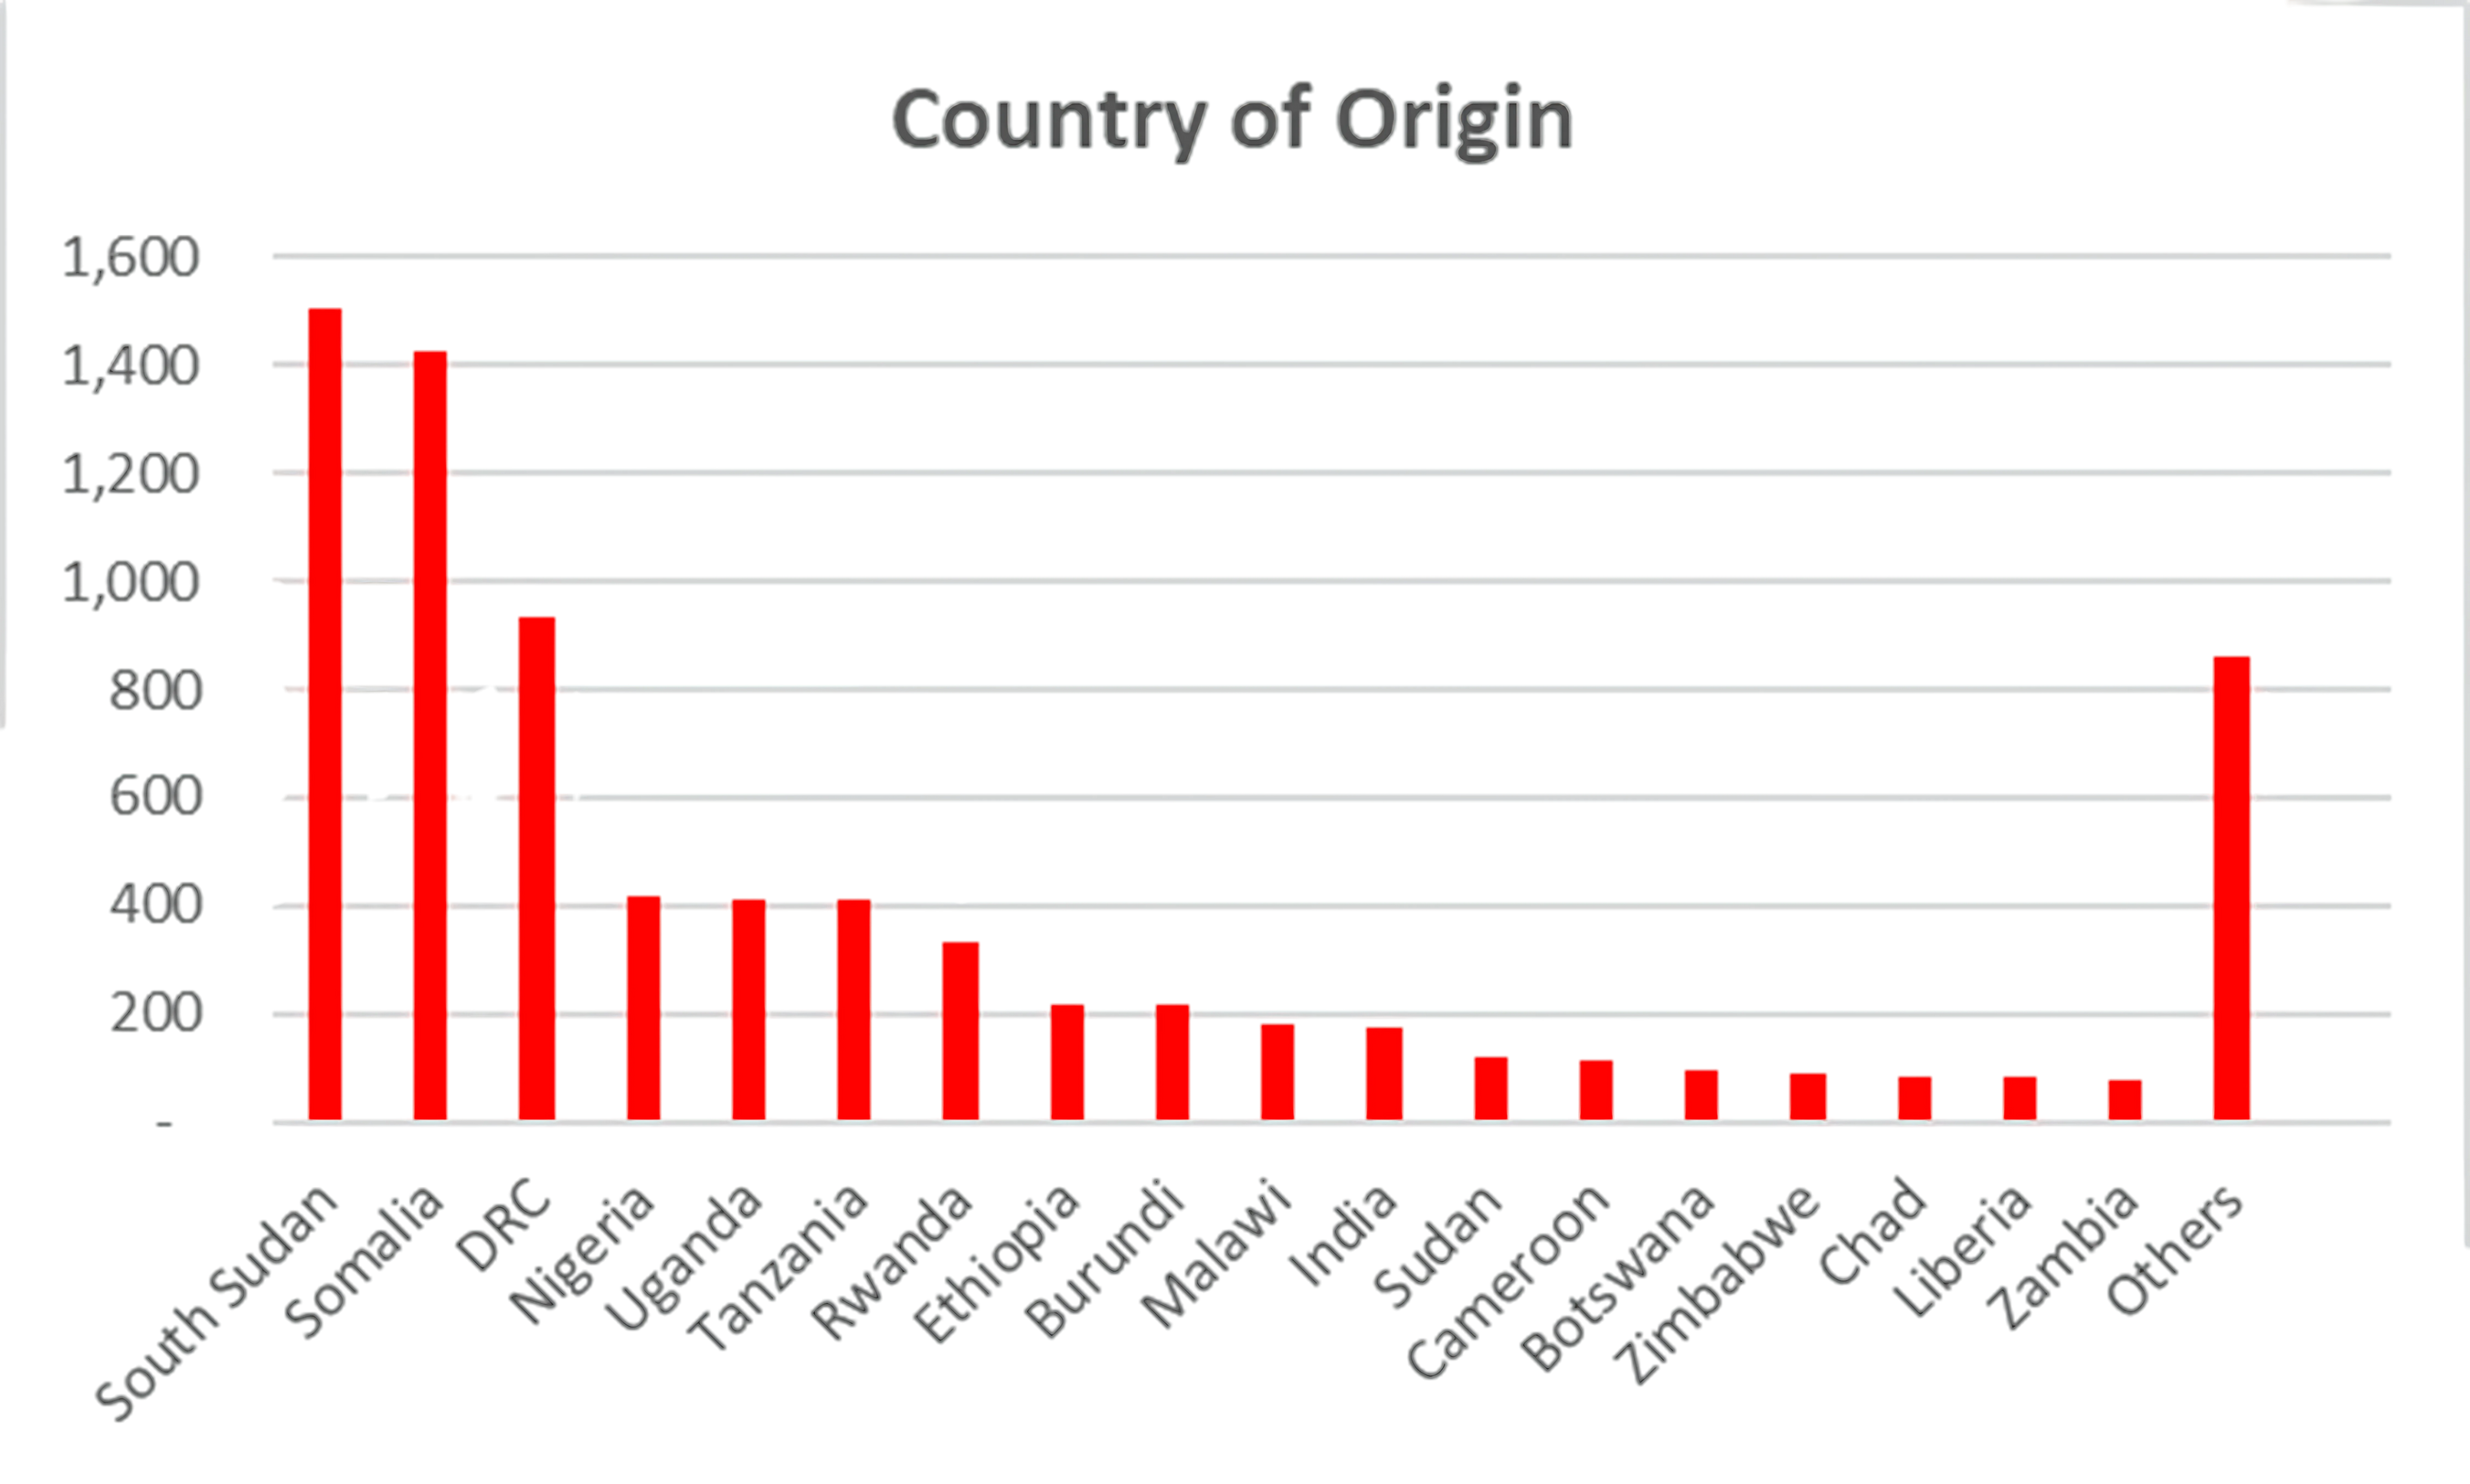 Country of Origin
1,600
1,400
1,200
1,000
800
600
400
200
-
South Sudan
Somalia
DRC
Nigeria
Uganda
Tanzania
Rwanda
Ethiopia
Burundi
Malawi
India
Sudan
Cameroon
Botswana
Zimbabwe
Chad
Liberia
Zambia
Others